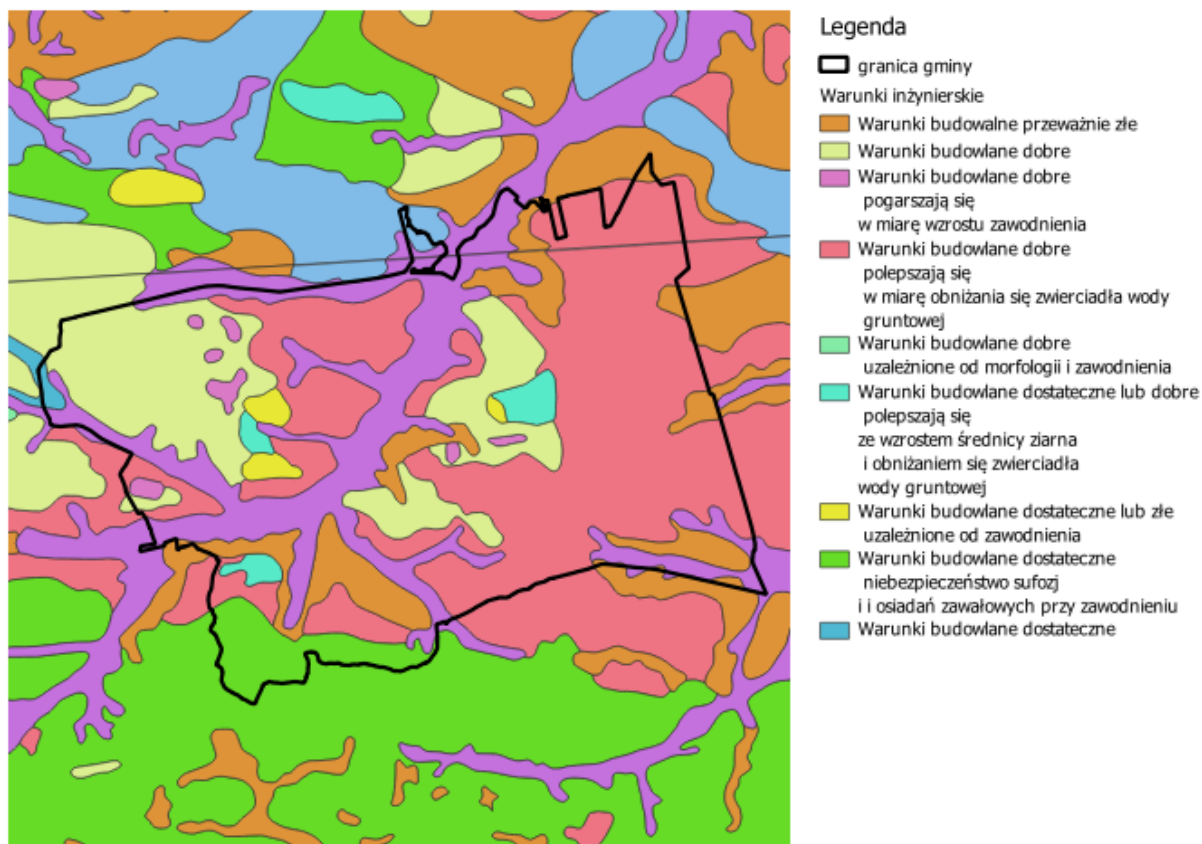 Legenda
granica gminy
Warunki inżynierskie
Warunki budowalne przeważnie złe
Warunki budowlane dobre
Warunki budowlane dobre
pogarszają się
w miarę wzrostu zawodnienia
Warunki budowlane dobre
polepszają się
w miarę obniżania się zwierciadła wody
gruntowej
Warunki budowlane dobre
uzależnione od morfologii i zawodnienia
Warunki budowlane dostateczne lub dobre
polepszają się
ze wzrostem średnicy ziarna
i obniżaniem się zwierciadła
wody gruntowej
Warunki budowlane dostateczne lub złe
uzależnione od zawodnienia
Warunki budowlane dostateczne
niebezpieczeństwo sufozj
i i osiadań zawałowych przy zawodnieniu
Warunki budowlane dostateczne